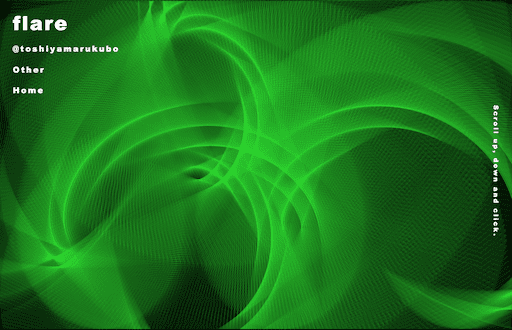 flare
@toshiyamarukubo
Other
Home
Scroll up, down and click.